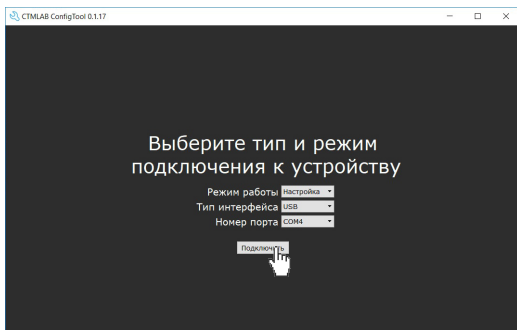 CTMLAB ConfigTool 0.1.17
Выберите тип и режим
подключения к устройству
Режим работы Настройка
Тип интерфейса USB
Номер порта COM4
Подключить